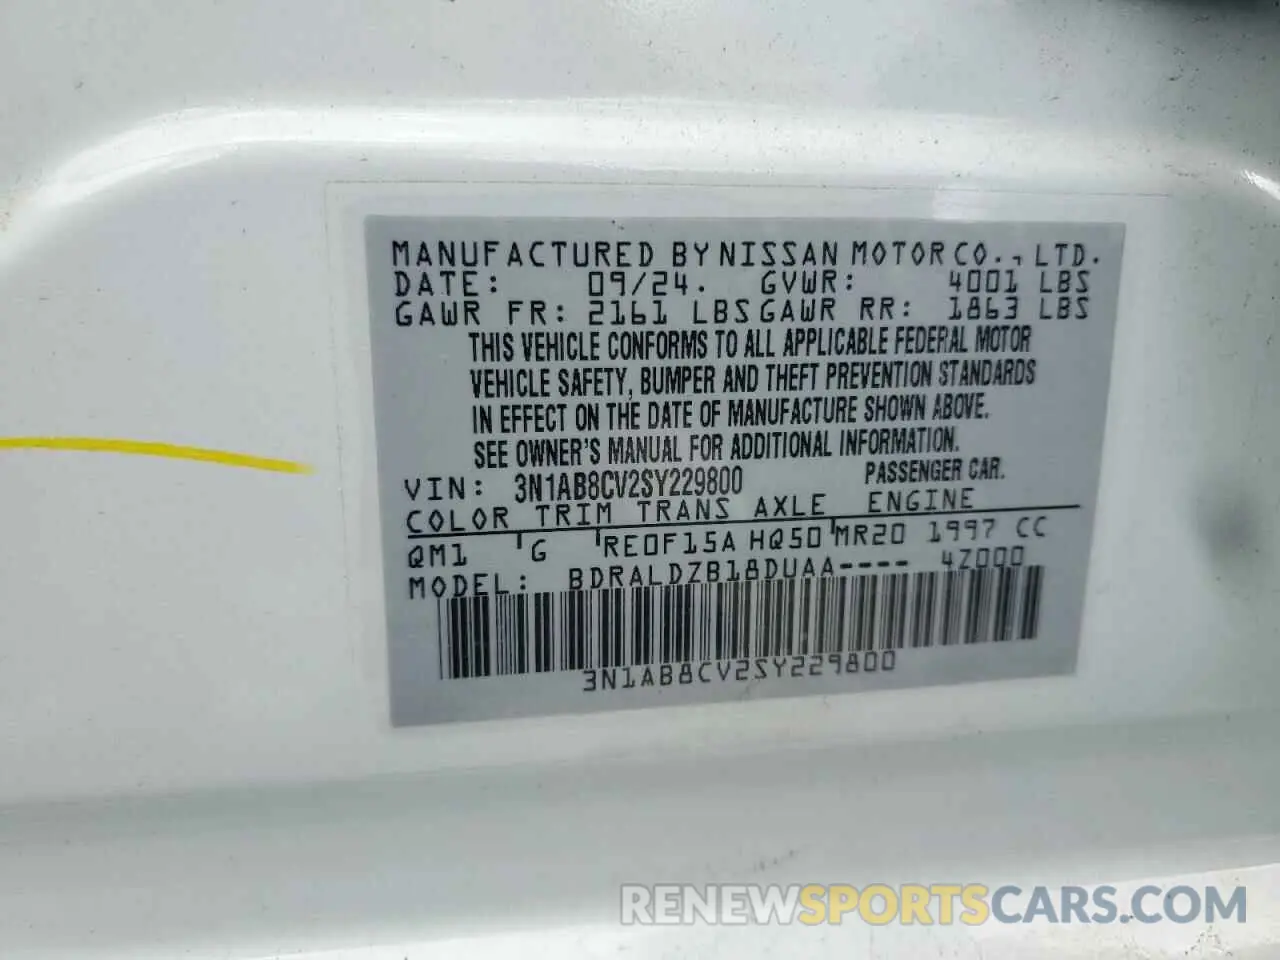 MANUFACTURED BY NISSAN MOTOR CO., LTD.
DATE: 09/24. GVWR: 4001 LBS
GAWR FR: 2161 LBS GAWR RR: 1863 LBS
THIS VEHICLE CONFORMS TO ALL APPLICABLE FEDERAL MOTOR
VEHICLE SAFETY, BUMPER AND THEFT PREVENTION STANDARDS
IN EFFECT ON THE DATE OF MANUFACTURE SHOWN ABOVE.
SEE OWNER'S MANUAL FOR ADDITIONAL INFORMATION.
VIN: 3N1AB8CV2SY229800 PASSENGER CAR.
COLOR TRIM TRANS AXLE ENGINE
QM1 G RE0F15A HQ50 MR20 1997 CC
MODEL: BDRALDZB18DUAA---- 4Z000
3N1AB8CV2SY229800
RENEWSPORTSCARS.COM